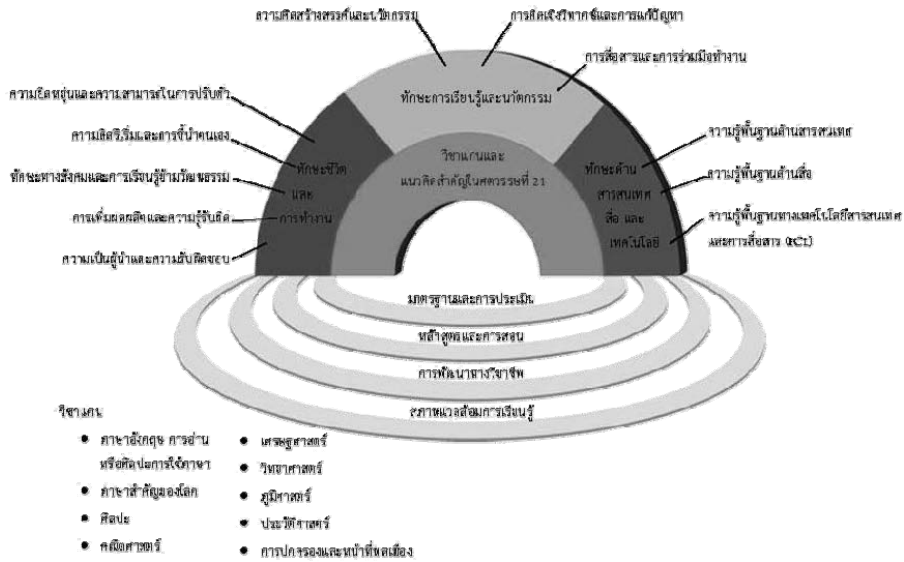 ความคิดสร้างสรรค์และนวัตกรรม
การคิดเชิงวิพากษ์และการแก้ปัญหา
การสื่อสารและการร่วมมือทำงาน
ทักษะการเรียนรู้และนวัตกรรม
ความยืดหยุ่นและความสามารถในการปรับตัว
ความคิดริเริ่มและการชี้นำตนเอง
ทักษะทางสังคมและการเรียนรู้ข้ามวัฒนธรรม
การเพิ่มผลผลิตและความรู้รับผิด
ความเป็นผู้นำและความรับผิดชอบ
ทักษะชีวิต
และ
การทำงาน
วิชาแกนและ
แนวคิดสำคัญในศตวรรษที่ 21
ทักษะด้าน
สารสนเทศ
สื่อ และ
เทคโนโลยี
ความรู้พื้นฐานด้านสารสนเทศ
ความรู้พื้นฐานด้านสื่อ
ความรู้พื้นฐานทางเทคโนโลยีสารสนเทศ
และการสื่อสาร (ICT)
มาตรฐานและการประเมิน
หลักสูตรและการสอน
การพัฒนาทางวิชาชีพ
สภาพแวดล้อมการเรียนรู้
วิชาแกน
● ภาษาอังกฤษ การอ่าน
หรือศิลปะการใช้ภาษา
● ภาษาสำคัญของโลก
● ศิลปะ
● คณิตศาสตร์
● เศรษฐศาสตร์
● วิทยาศาสตร์
● ภูมิศาสตร์
● ประวัติศาสตร์
● การปกครองและหน้าที่พลเมือง